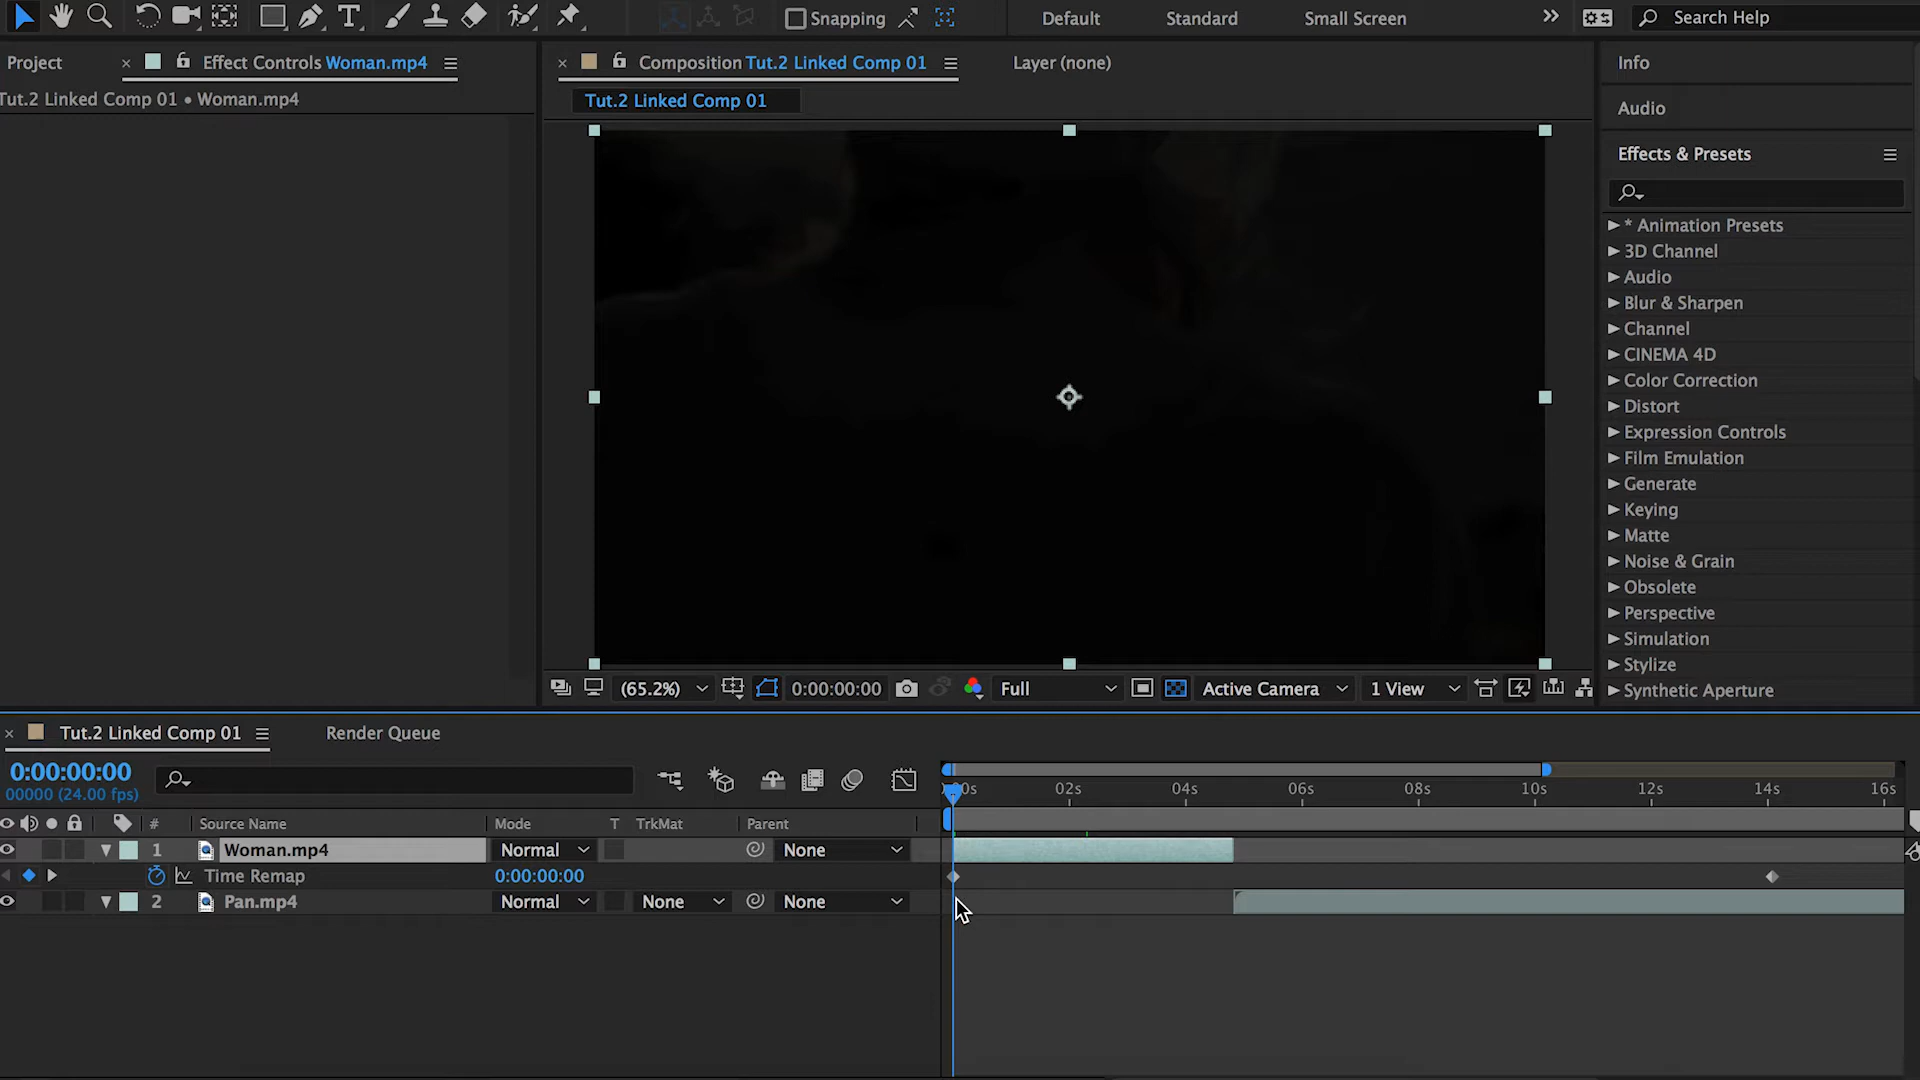 Snapping
Default
Standard
Small Screen
Search Help
Project
Effect Controls Woman.mp4
Composition Tut.2 Linked Comp 01
Layer (none)
Info
Tut.2 Linked Comp 01 • Woman.mp4
Tut.2 Linked Comp 01
Audio
Effects & Presets
* Animation Presets
3D Channel
Audio
Blur & Sharpen
Channel
CINEMA 4D
Color Correction
Distort
Expression Controls
Film Emulation
Generate
Keying
Matte
Noise & Grain
Obsolete
Perspective
Simulation
Stylize
Synthetic Aperture
(65.2%)
0:00:00:00
Full
Active Camera
1 View
Tut.2 Linked Comp 01
Render Queue
0:00:00:00
00000 (24.00 fps)
:00s 02s 04s 06s 08s 10s 12s 14s 16s
# Source Name Mode T TrkMat Parent
1 Woman.mp4 Normal None
Time Remap 0:00:00:00
2 Pan.mp4 Normal None None